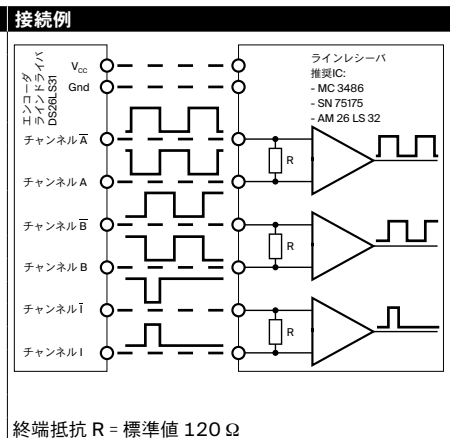 接続例
エンコーダ
ラインドライバ
DS26LS31
Vcc
Gnd
チャンネル A̅
チャンネル A
チャンネル B̅
チャンネル B
チャンネル I̅
チャンネル I
ラインレシーバ
推奨IC:
- MC 3486
- SN 75175
- AM 26 LS 32
R
R
R
終端抵抗 R = 標準値 120 Ω